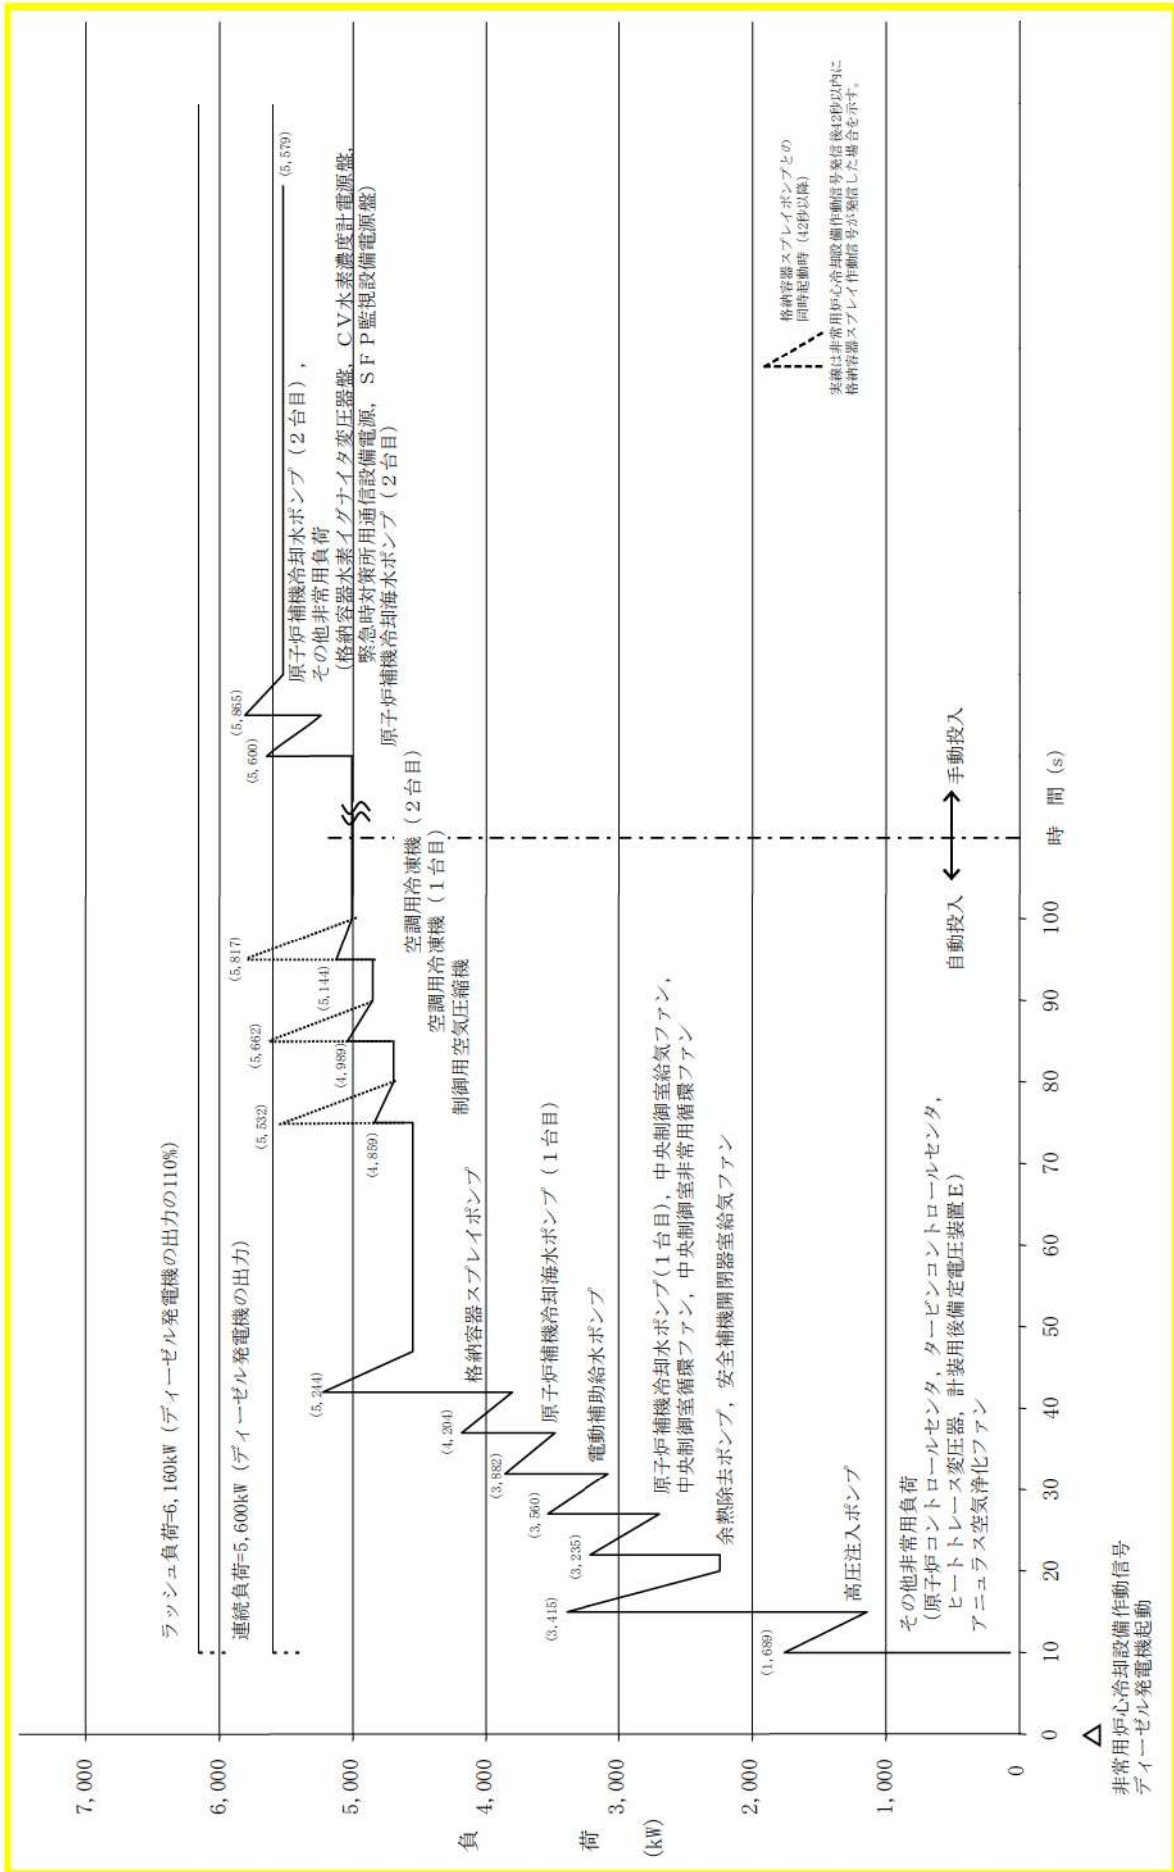 7,000
6,000
5,000
4,000
3,000
2,000
1,000
0
負
荷
(kW)
ラッシュ負荷=6,160kW (ディーゼル発電機の出力の110%)
連続負荷=5,600kW (ディーゼル発電機の出力)
(1,689)
(3,415)
(3,235)
(3,560)
(3,882)
(4,204)
(5,244)
(4,859)
(5,532)
(4,989)
(5,662)
(5,144)
(5,817)
(5,600)
(5,865)
(5,579)
その他非常用負荷
(原子炉コントロールセンタ,タービンコントロールセンタ,
ヒートトレース変圧器,計装用後備定電圧装置E)
アニュラス空気浄化ファン
高圧注入ポンプ
余熱除去ポンプ,安全補機開閉器室給気ファン
原子炉補機冷却水ポンプ(1台目),中央制御室給気ファン,
中央制御室循環ファン,中央制御室非常用循環ファン
電動補助給水ポンプ
原子炉補機冷却海水ポンプ(1台目)
格納容器スプレイポンプ
制御用空気圧縮機
空調用冷凍機(1台目)
空調用冷凍機(2台目)
原子炉補機冷却水ポンプ(2台目),
その他非常用負荷
(格納容器水素イグナイタ変圧器盤,CV水素濃度計電源盤,
緊急時対策所用通信設備電源,SFP監視設備電源盤)
原子炉補機冷却海水ポンプ(2台目)
格納容器スプレイポンプとの
同時起動時(42秒以降)
実線は非常用炉心冷却設備作動信号発信後42秒以内に
格納容器スプレイ作動信号が発信した場合を示す。
自動投入
手動投入
0
10
20
30
40
50
60
70
80
90
100
時 間 (s)
非常用炉心冷却設備作動信号
ディーゼル発電機起動